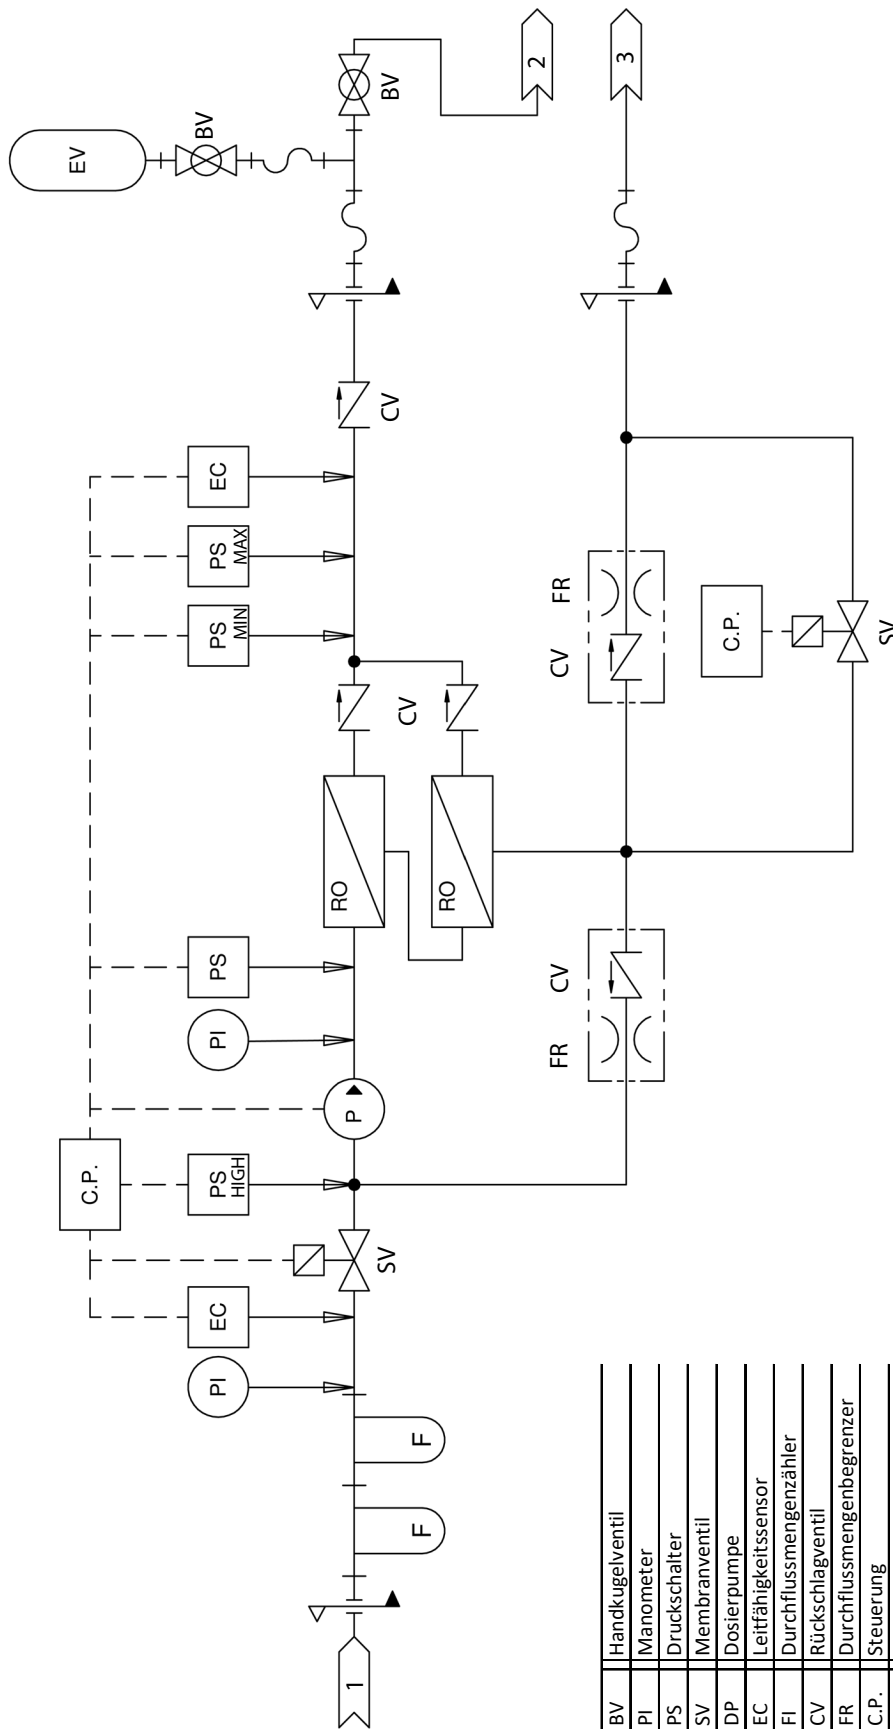 EV
C.P.
BV
PI
EC
PS
HIGH
PI
PS
PS
MIN
PS
MAX
EC
RO
1
P
SV
CV
BV
CV
F
F
RO
2
FR
CV
CV
FR
3
C.P.
SV
BV Handkugelventil
PI Manometer
PS Druckschalter
SV Membranventil
DP Dosierpumpe
EC Leitfähigkeitssensor
FI Durchflussmengenzähler
CV Rückschlagventil
FR Durchflussmengenbegrenzer
C.P. Steuerung